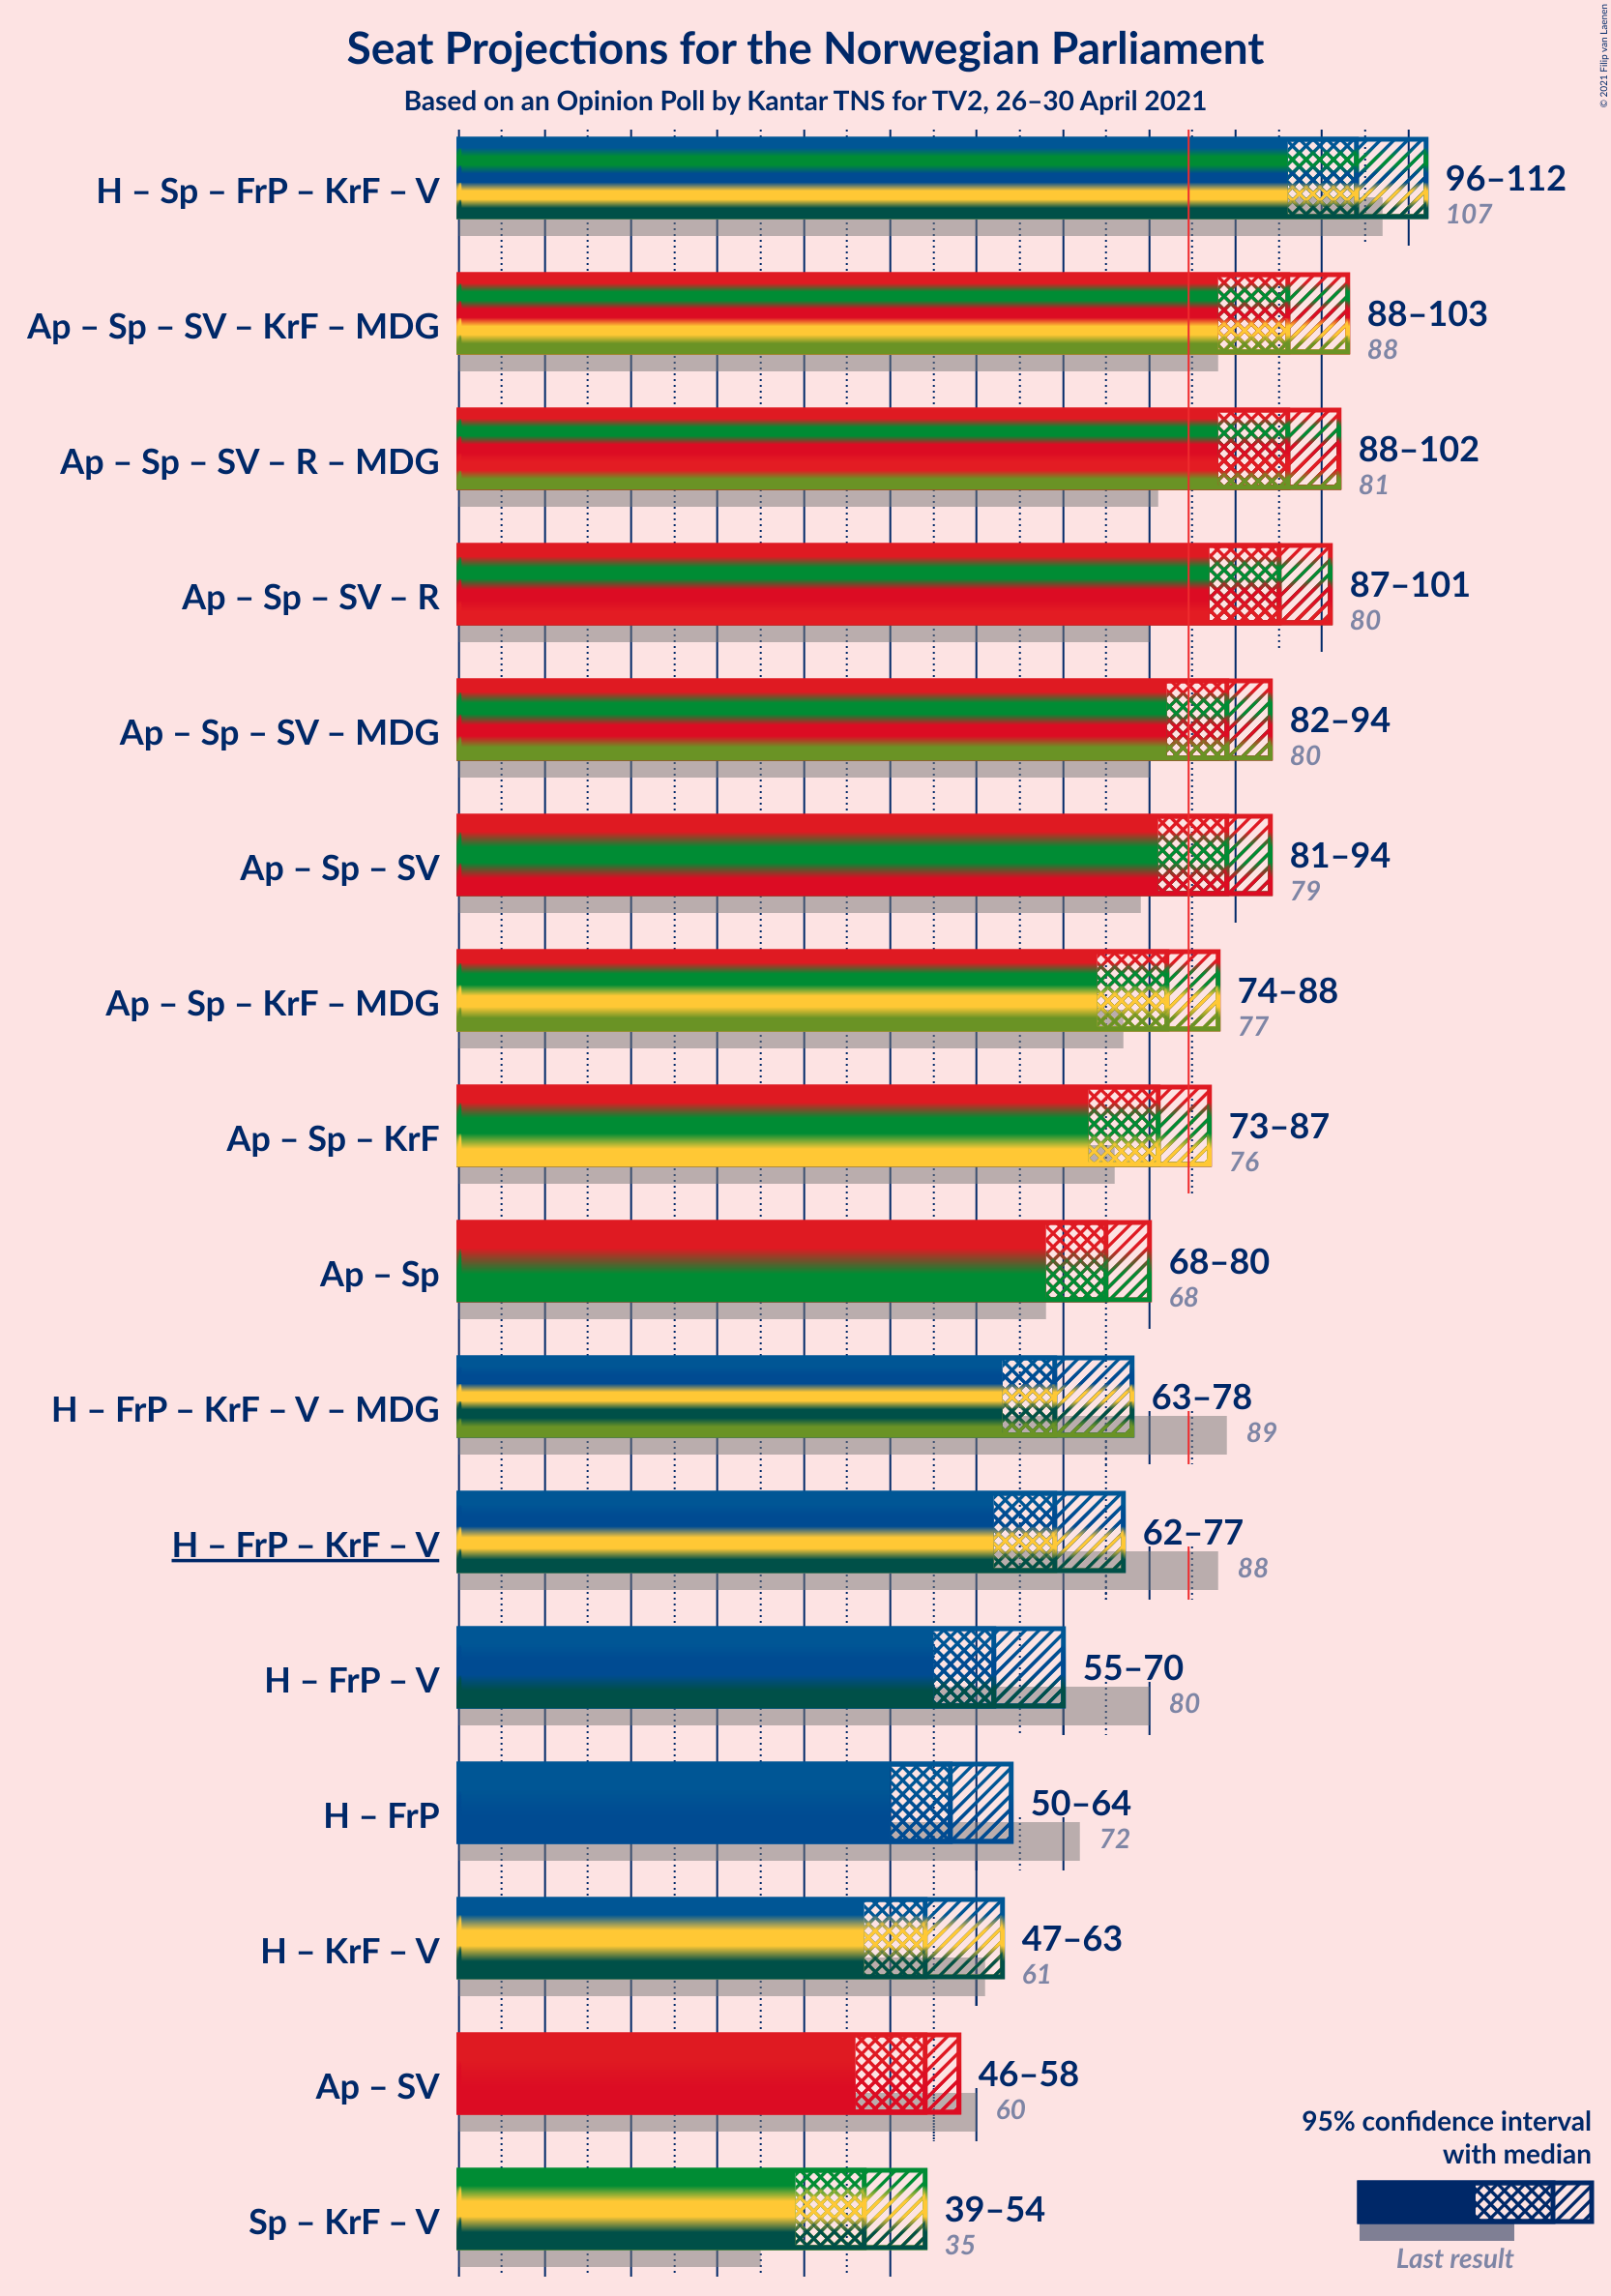 Seat Projections for the Norwegian Parliament
Based on an Opinion Poll by Kantar TNS for TV2, 26–30 April 2021
© 2021 Filip van Laenen
H – Sp – FrP – KrF – V
96–112
107
Ap – Sp – SV – KrF – MDG
88–103
88
Ap – Sp – SV – R – MDG
88–102
81
Ap – Sp – SV – R
87–101
80
Ap – Sp – SV – MDG
82–94
80
Ap – Sp – SV
81–94
79
Ap – Sp – KrF – MDG
74–88
77
Ap – Sp – KrF
73–87
76
Ap – Sp
68–80
68
H – FrP – KrF – V – MDG
63–78
89
H – FrP – KrF – V
62–77
88
H – FrP – V
55–70
80
H – FrP
50–64
72
H – KrF – V
47–63
61
Ap – SV
46–58
60
Sp – KrF – V
39–54
35
95% confidence interval
with median
Last result